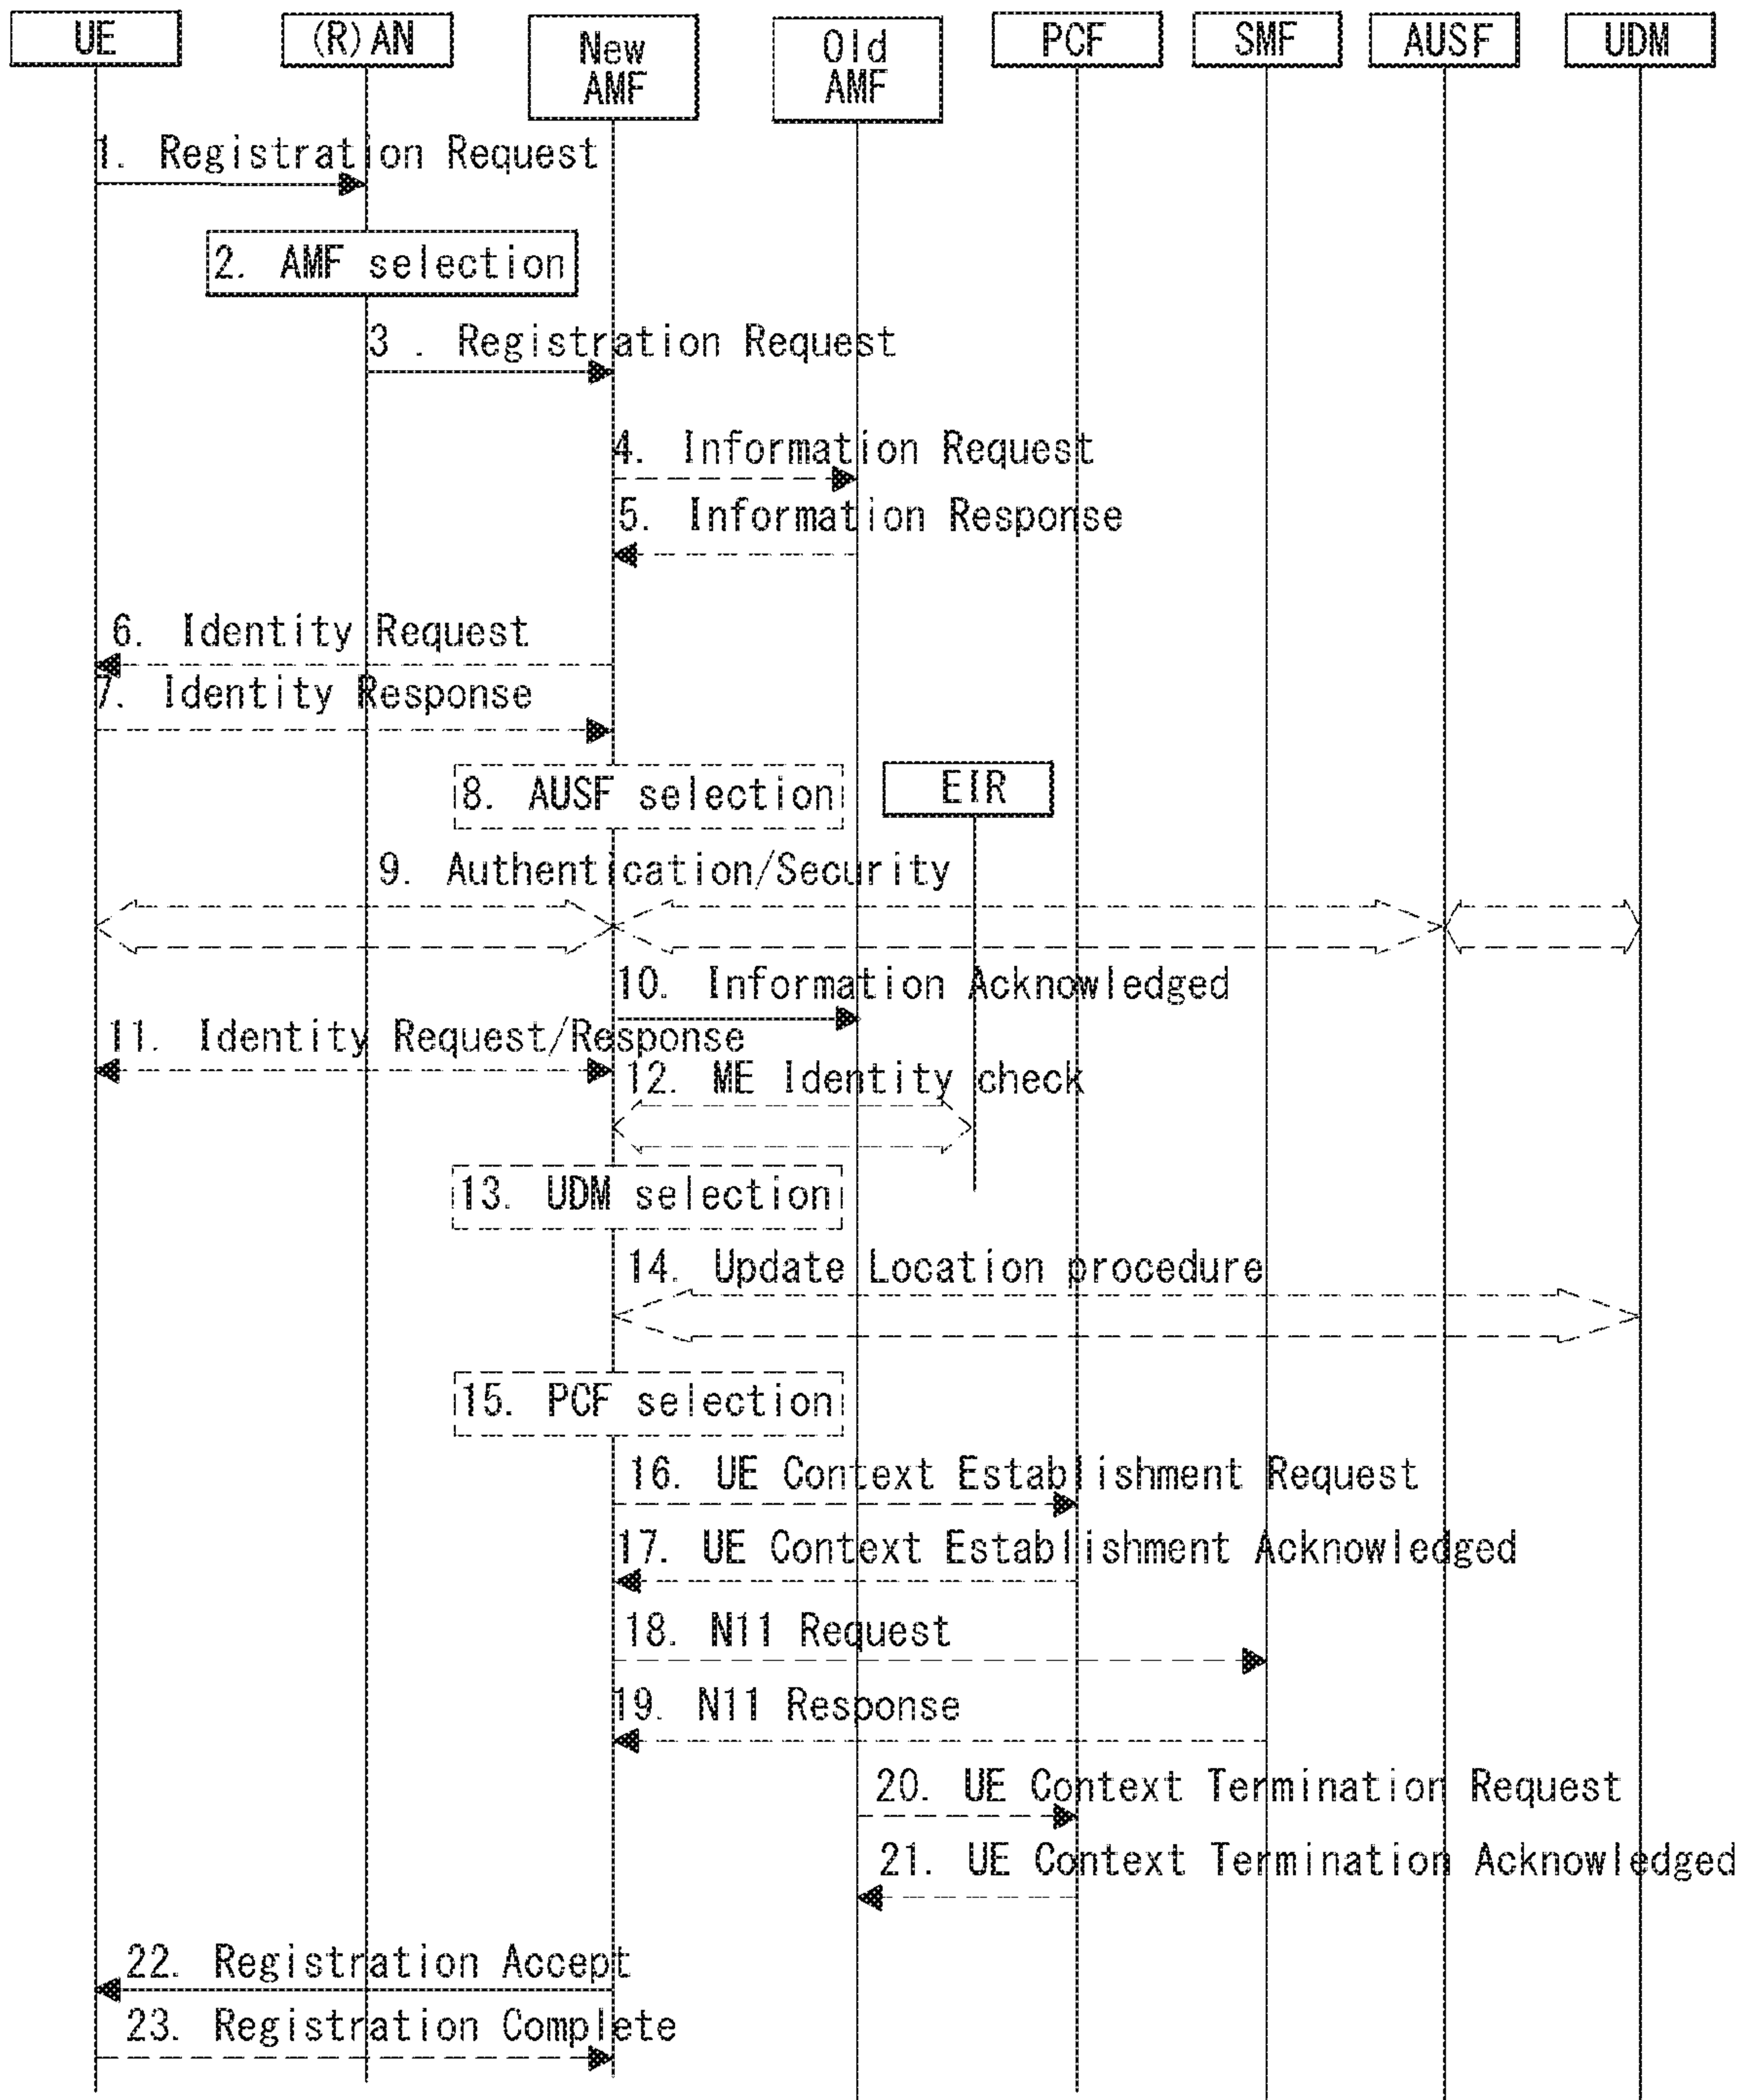 UE
(R)AN
New
AMF
Old
AMF
PCF
SMF
AUSF
UDM
1. Registration Request
2. AMF selection
3 . Registration Request
4. Information Request
5. Information Response
6. Identity Request
7. Identity Response
8. AUSF selection
EIR
9. Authentication/Security
10. Information Acknowledged
11. Identity Request/Response
12. ME Identity check
13. UDM selection
14. Update Location procedure
15. PCF selection
16. UE Context Establishment Request
17. UE Context Establishment Acknowledged
18. N11 Request
19. N11 Response
20. UE Context Termination Request
21. UE Context Termination Acknowledged
22. Registration Accept
23. Registration Complete